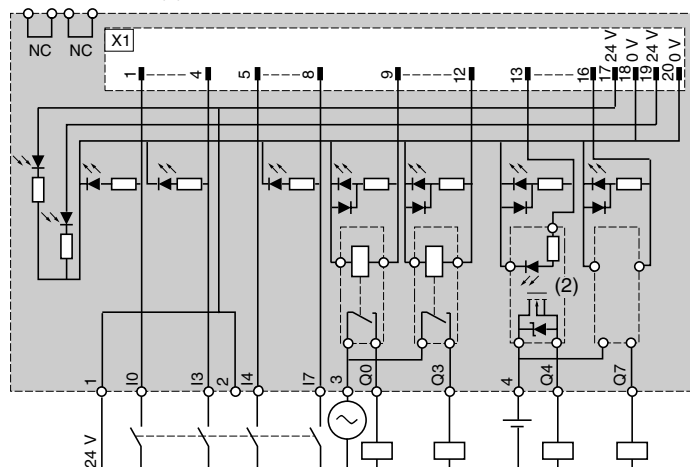 NC NC
X1
1 4 5 8 9 12 13 16 17 24 V 18 0 V 19 24 V 20 0 V
(2)
1 I0 I3 2 I4 I7 3 Q0 Q3 4 Q4 Q7
24 V